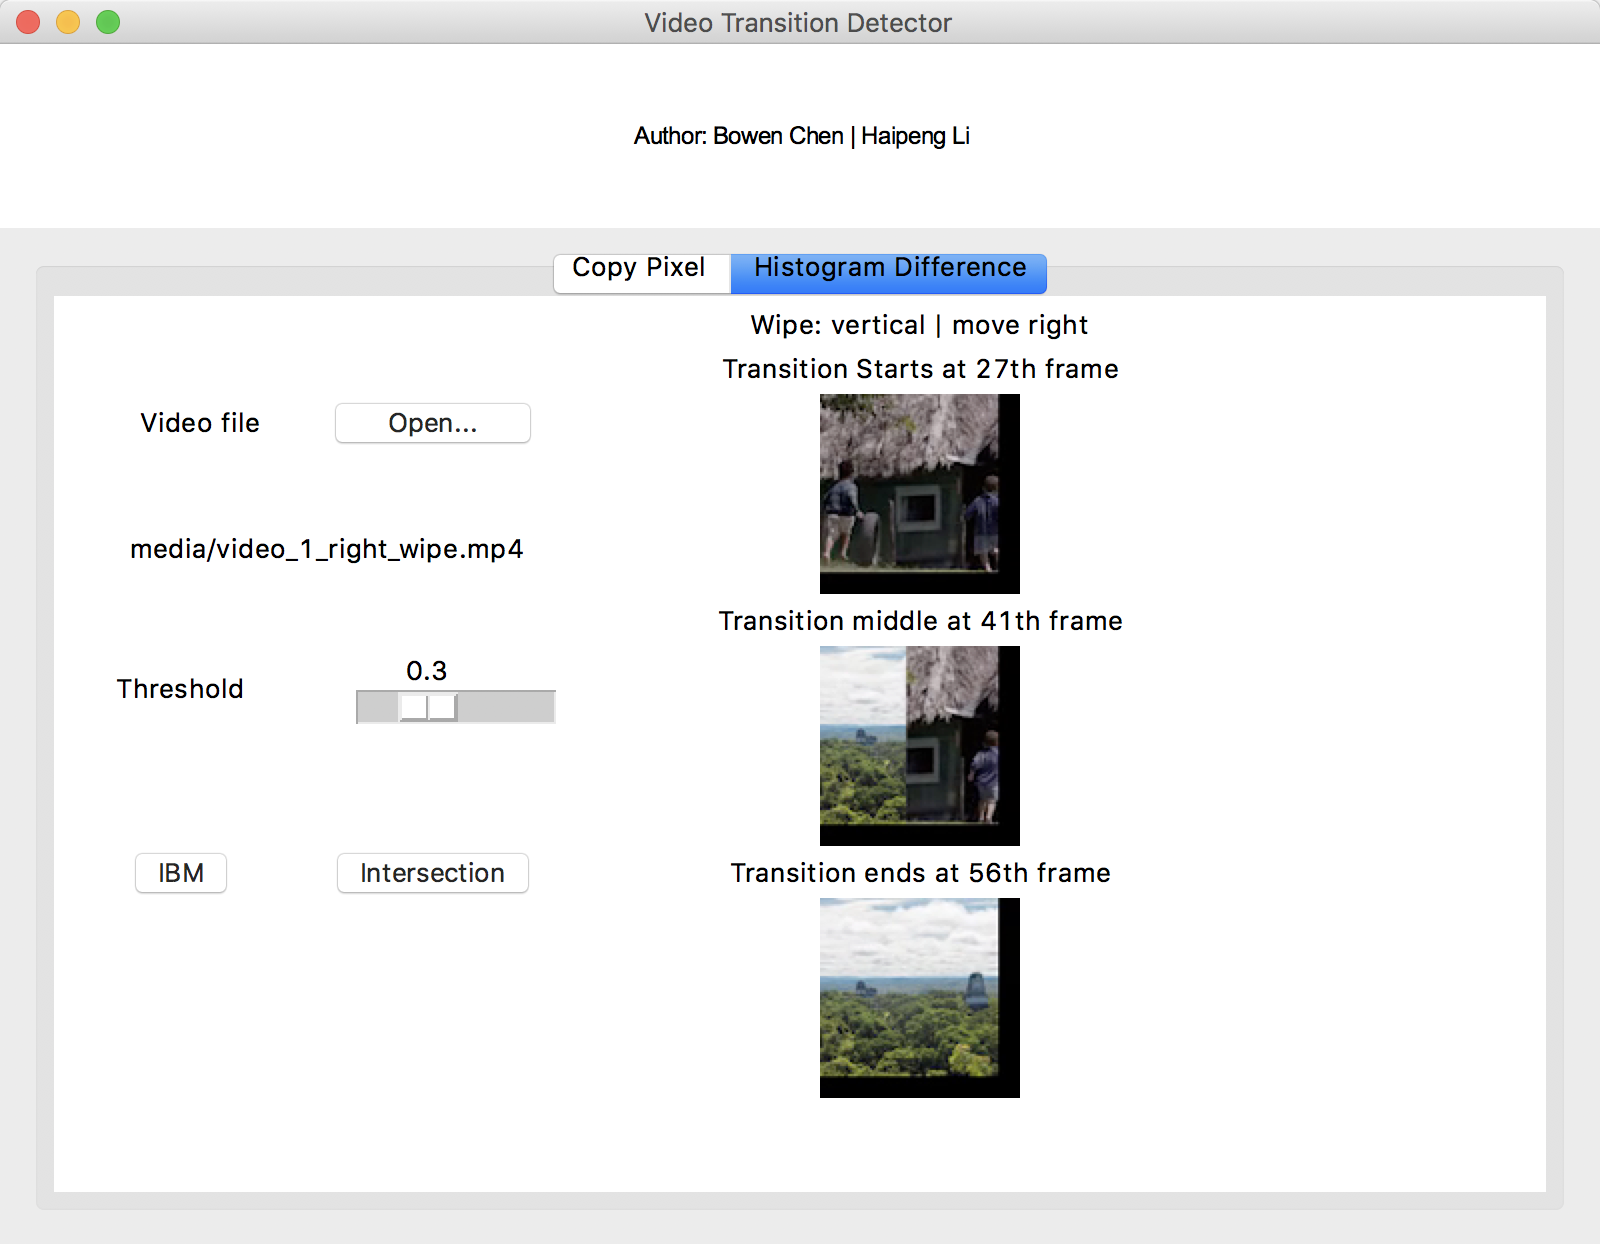 Video Transition Detector
Author: Bowen Chen | Haipeng Li
Copy Pixel
Histogram Difference
Wipe: vertical | move right
Transition Starts at 27th frame
Video file
Open...
media/video_1_right_wipe.mp4
Transition middle at 41th frame
0.3
Threshold
IBM
Intersection
Transition ends at 56th frame